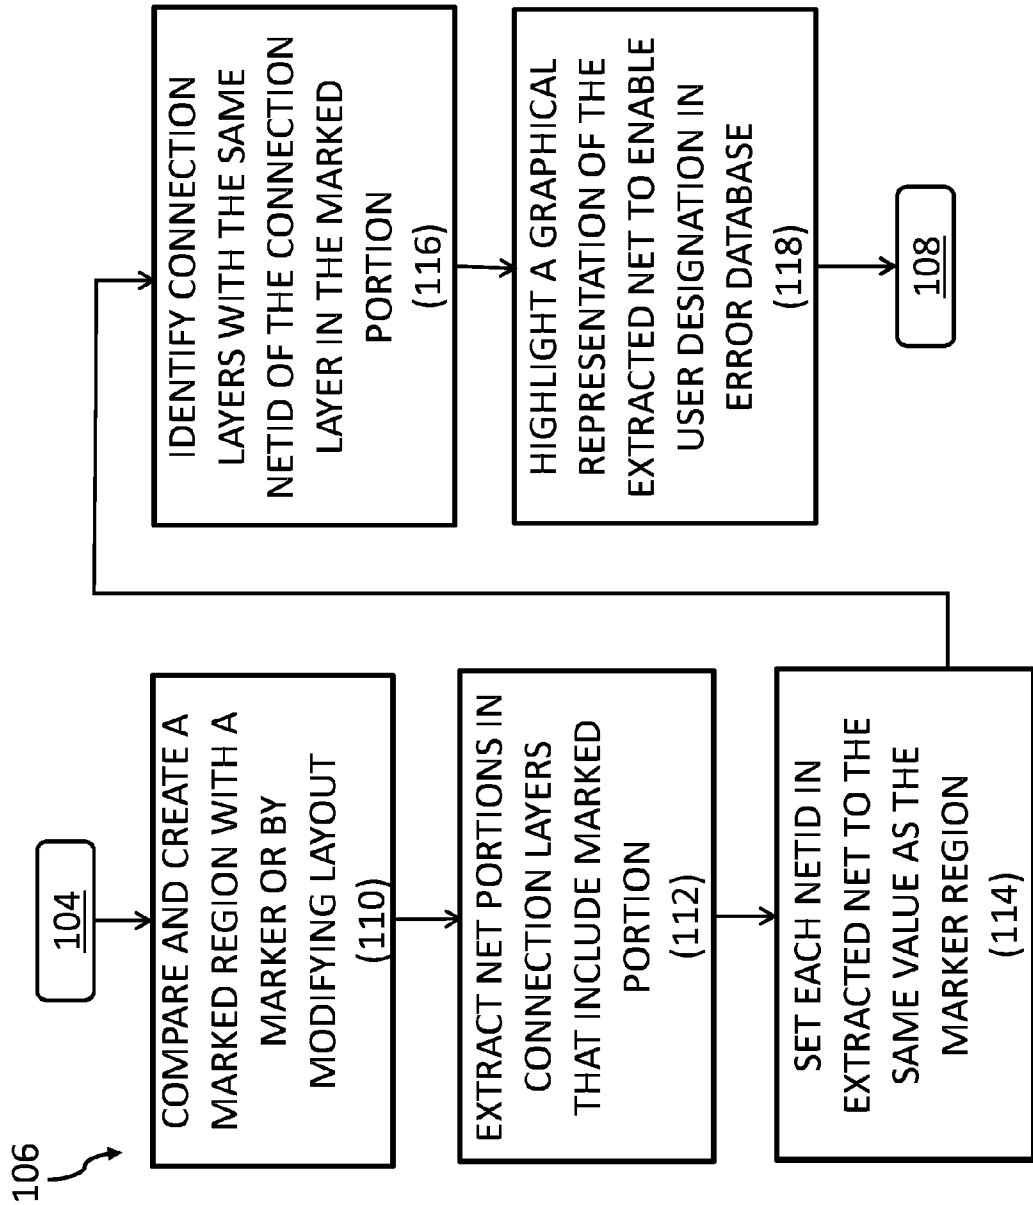 106
104
COMPARE AND CREATE A
MARKED REGION WITH A
MARKER OR BY
MODIFYING LAYOUT
(110)
EXTRACT NET PORTIONS IN
CONNECTION LAYERS
THAT INCLUDE MARKED
PORTION
(112)
SET EACH NETID IN
EXTRACTED NET TO THE
SAME VALUE AS THE
MARKER REGION
(114)
IDENTIFY CONNECTION
LAYERS WITH THE SAME
NETID OF THE CONNECTION
LAYER IN THE MARKED
PORTION
(116)
HIGHLIGHT A GRAPHICAL
REPRESENTATION OF THE
EXTRACTED NET TO ENABLE
USER DESIGNATION IN
ERROR DATABASE
(118)
108